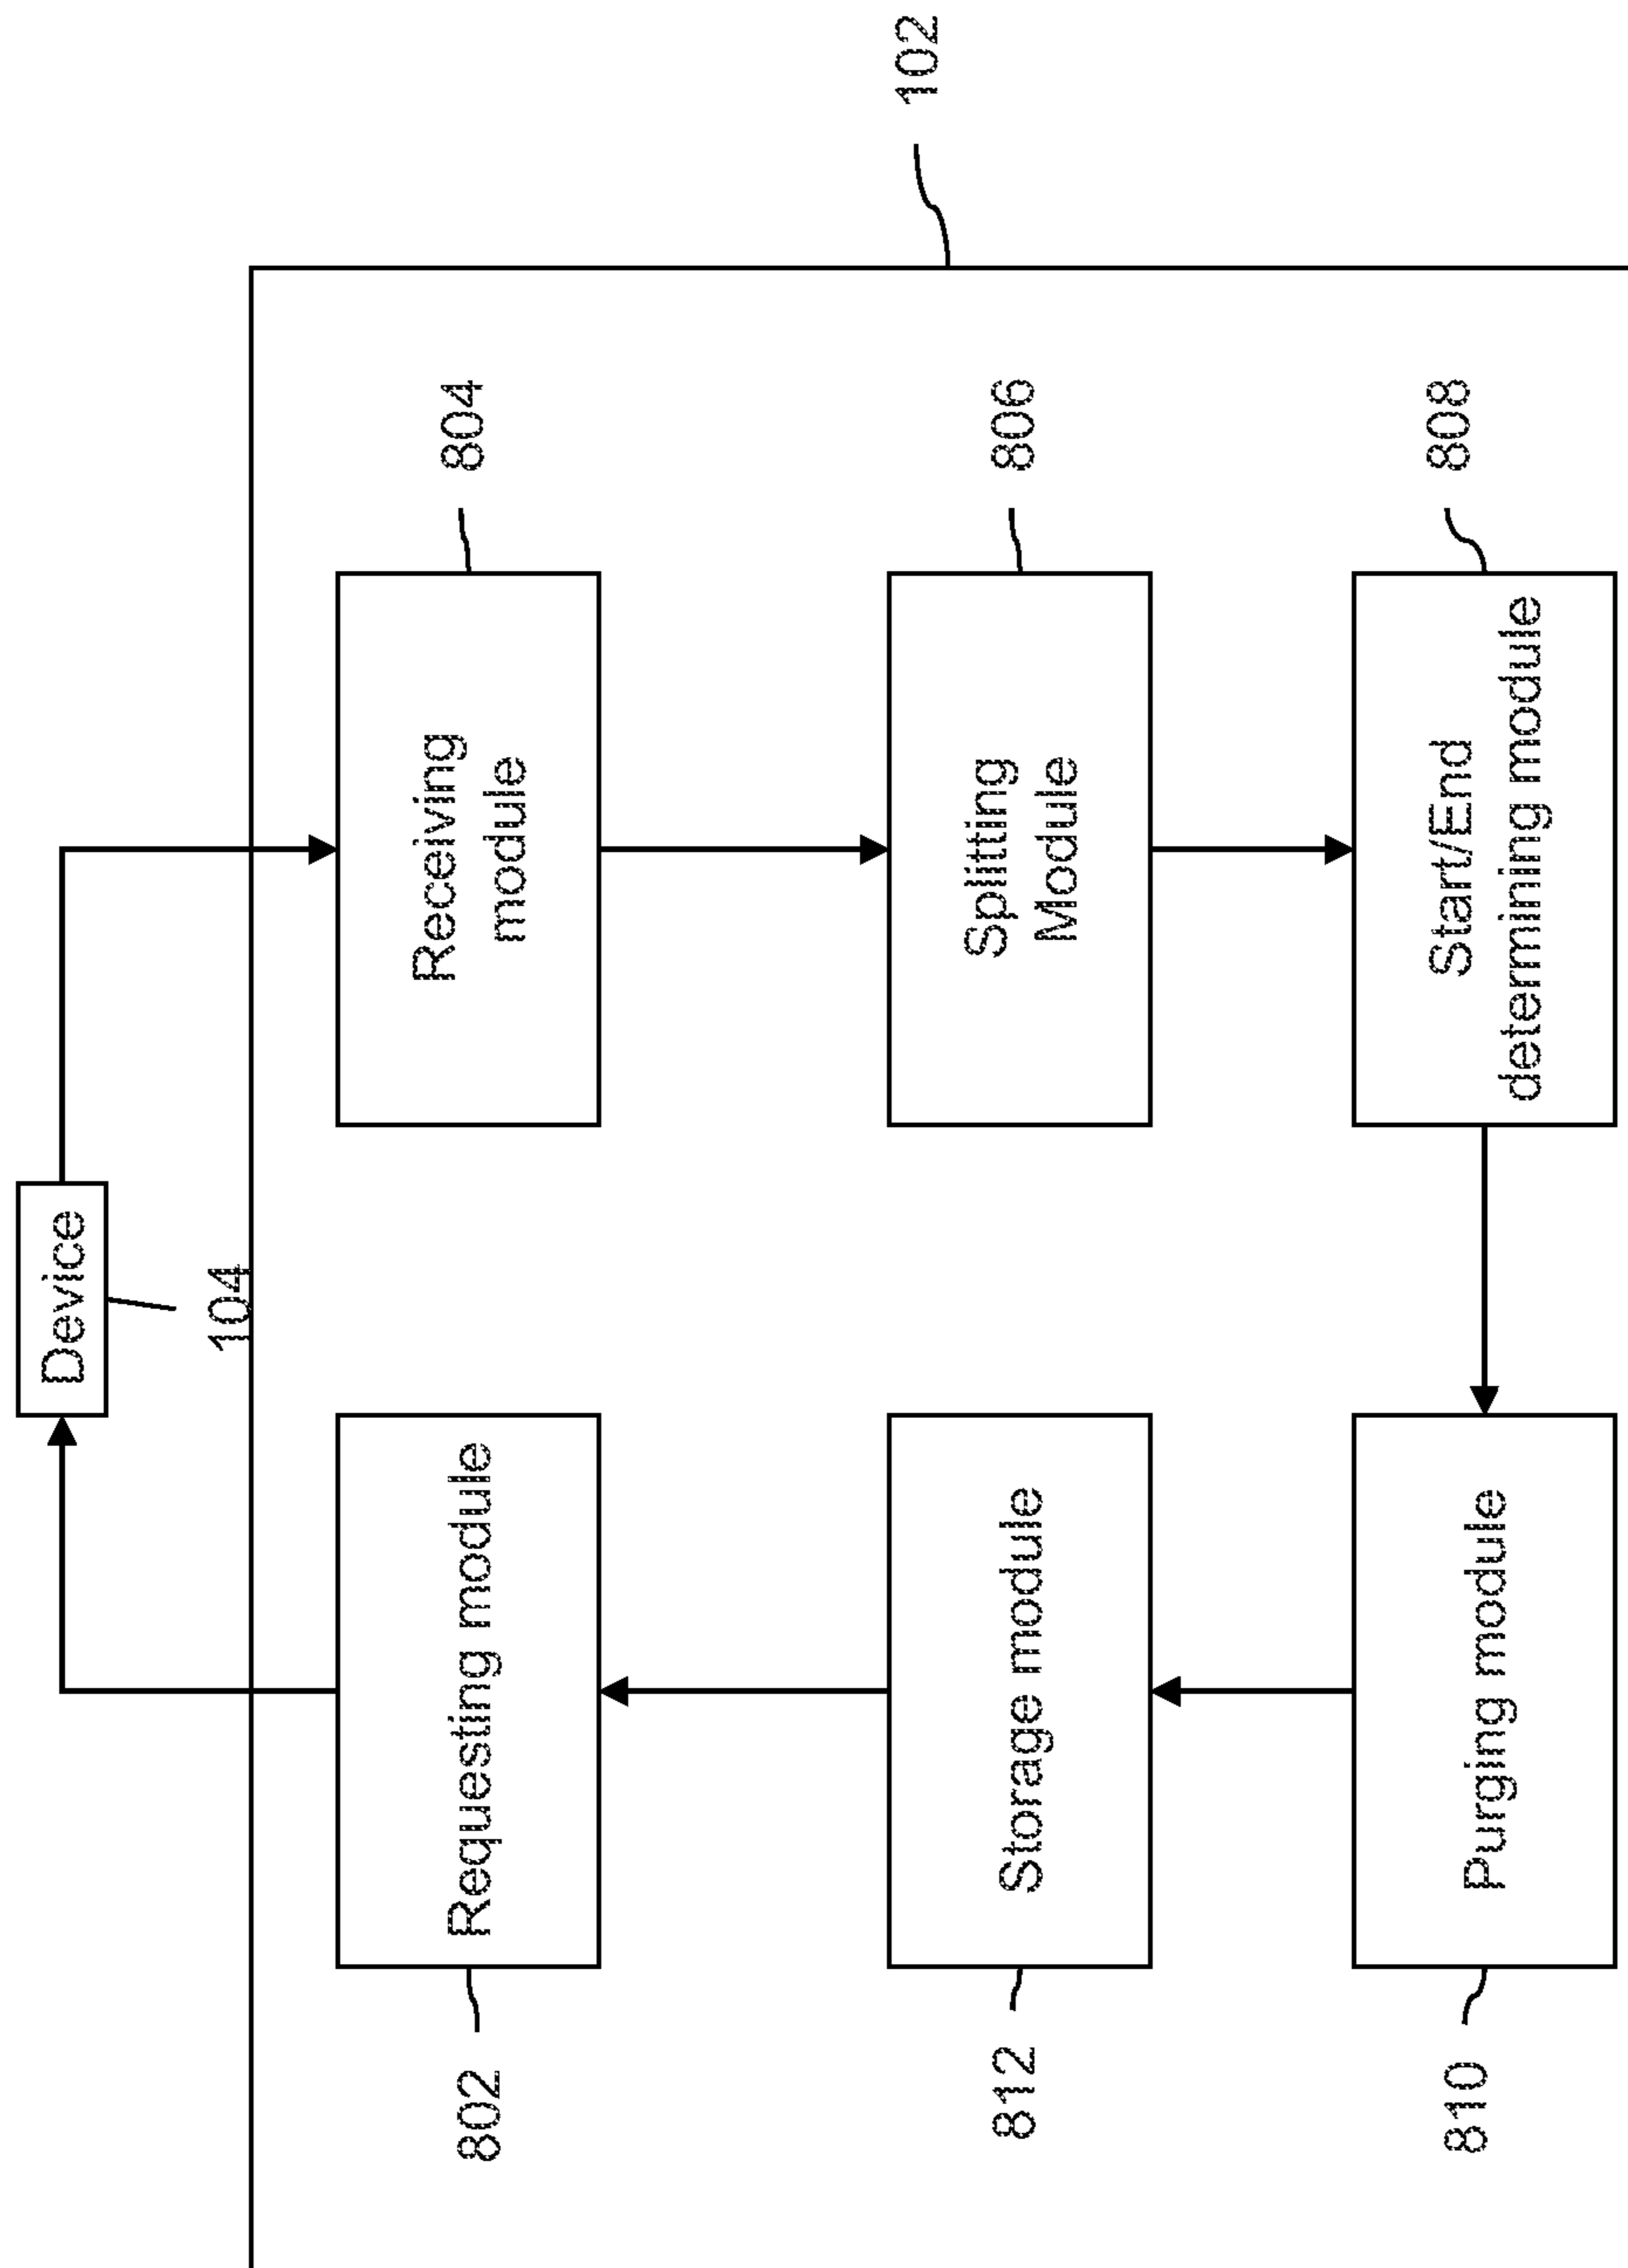 Device
104
802
Requesting module
Receiving
module
804
102
812
Storage module
Splitting
Module
806
810
Purging module
Start/End
determining module
808